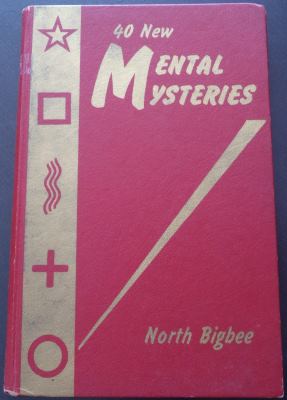 40 New
MENTAL
MYSTERIES
North Bigbee